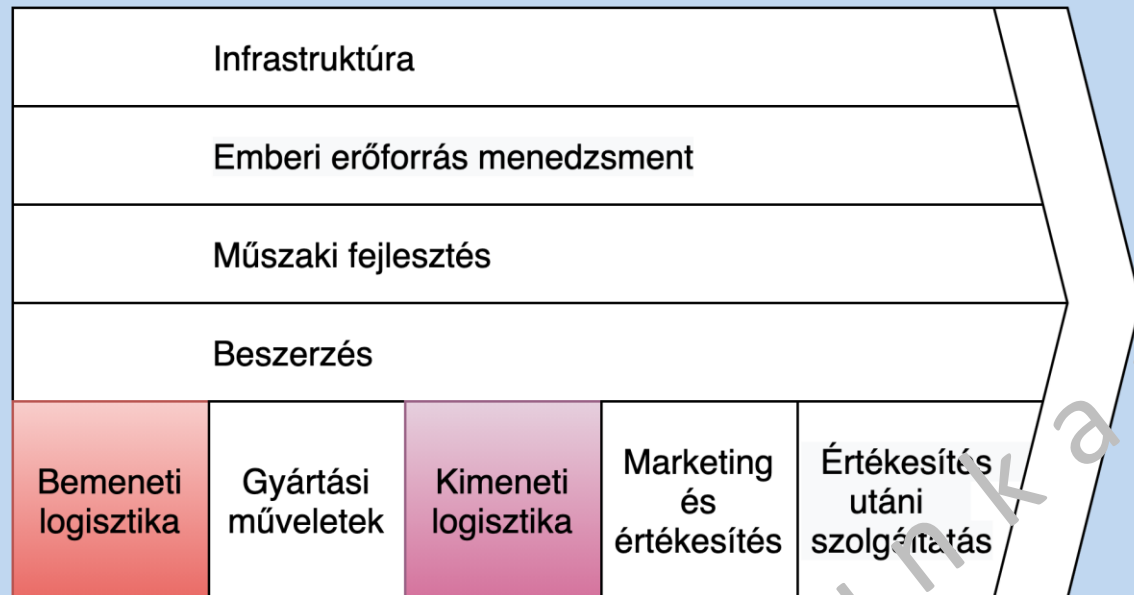 Infrastruktúra
Emberi erőforrás menedzsment
Műszaki fejlesztés
Beszerzés
Bemeneti
logisztika
Gyártási
műveletek
Kimeneti
logisztika
Marketing
és
értékesítés
Értékesítés
utáni
szolgáltatás